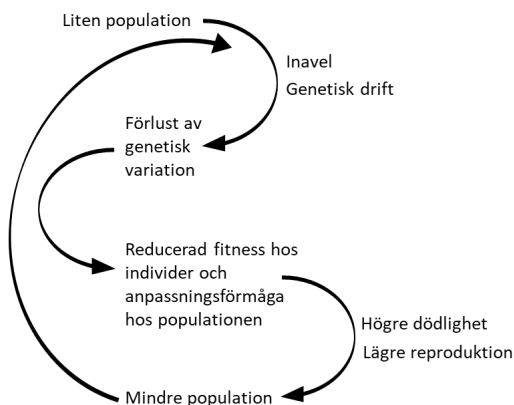 Liten population
Inavel
Genetisk drift
Förlust av
genetisk
variation
Reducerad fitness hos
individer och
anpassningsförmåga
hos populationen
Högre dödlighet
Lägre reproduktion
Mindre population